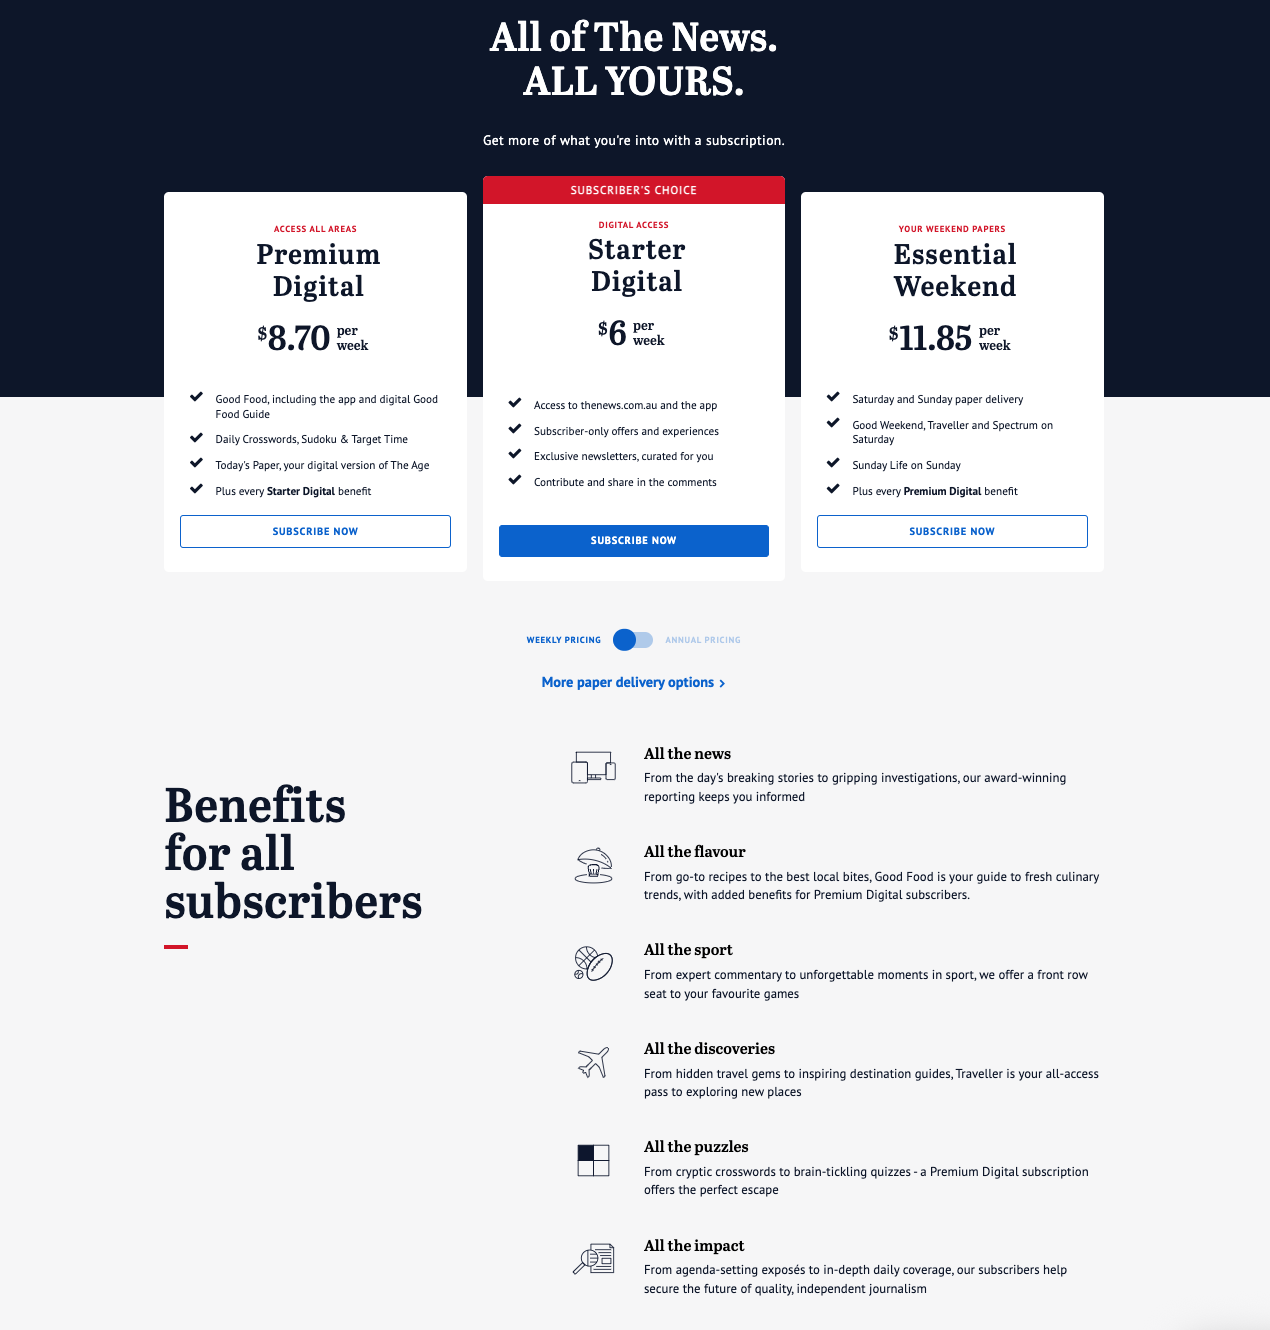 All of The News.
ALL YOURS.
Get more of what you're into with a subscription.
ACCESS ALL AREAS
Premium
Digital
$8.70 per
week
Good Food, including the app and digital Good
Food Guide
Daily Crosswords, Sudoku & Target Time
Today's Paper, your digital version of The Age
Plus every Starter Digital benefit
SUBSCRIBE NOW
SUBSCRIBER'S CHOICE
DIGITAL ACCESS
Starter
Digital
$6 per
week
Access to thenews.com.au and the app
Subscriber-only offers and experiences
Exclusive newsletters, curated for you
Contribute and share in the comments
SUBSCRIBE NOW
YOUR WEEKEND PAPERS
Essential
Weekend
$11.85 per
week
Saturday and Sunday paper delivery
Good Weekend, Traveller and Spectrum on
Saturday
Sunday Life on Sunday
Plus every Premium Digital benefit
SUBSCRIBE NOW
WEEKLY PRICING ANNUAL PRICING
More paper delivery options ›
Benefits
for all
subscribers
All the news
From the day's breaking stories to gripping investigations, our award-winning
reporting keeps you informed
All the flavour
From go-to recipes to the best local bites, Good Food is your guide to fresh culinary
trends, with added benefits for Premium Digital subscribers.
All the sport
From expert commentary to unforgettable moments in sport, we offer a front row
seat to your favourite games
All the discoveries
From hidden travel gems to inspiring destination guides, Traveller is your all-access
pass to exploring new places
All the puzzles
From cryptic crosswords to brain-tickling quizzes - a Premium Digital subscription
offers the perfect escape
All the impact
From agenda-setting exposés to in-depth daily coverage, our subscribers help
secure the future of quality, independent journalism